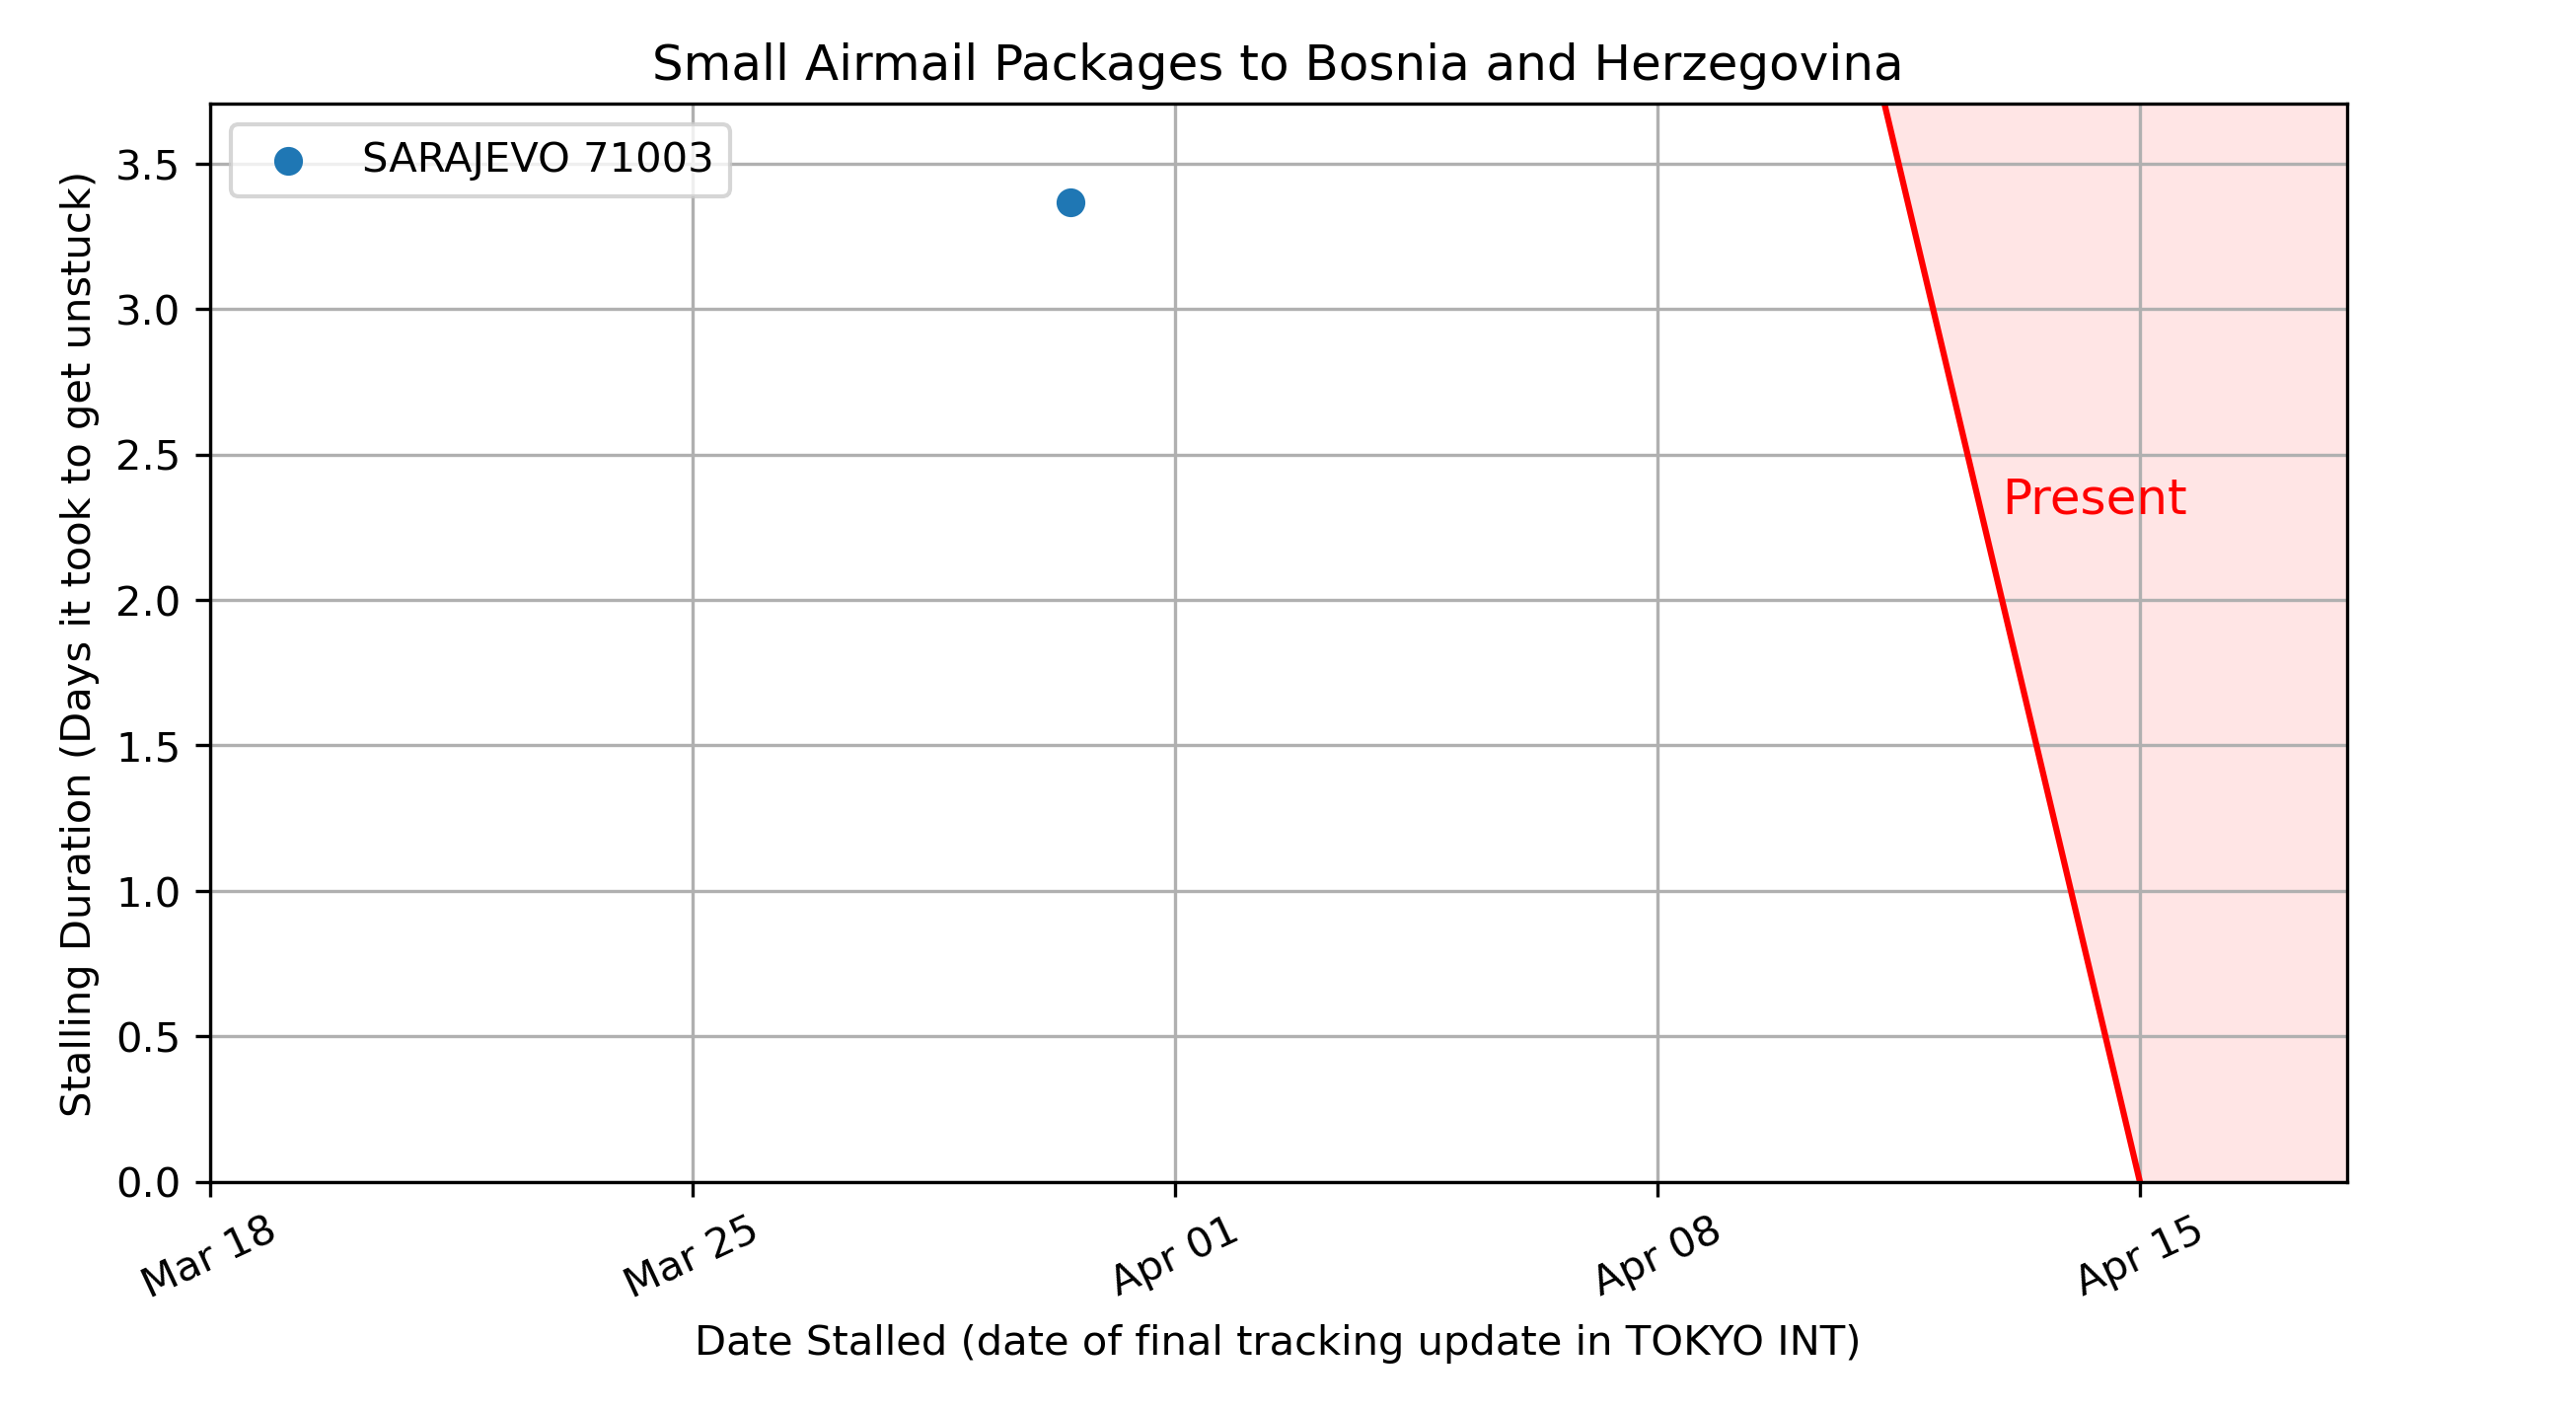 Small Airmail Packages to Bosnia and Herzegovina
SARAJEVO 71003
Stalling Duration (Days it took to get unstuck)
3.5
3.0
2.5
2.0
1.5
1.0
0.5
0.0
Present
Mar 18
Mar 25
Apr 01
Apr 08
Apr 15
Date Stalled (date of final tracking update in TOKYO INT)